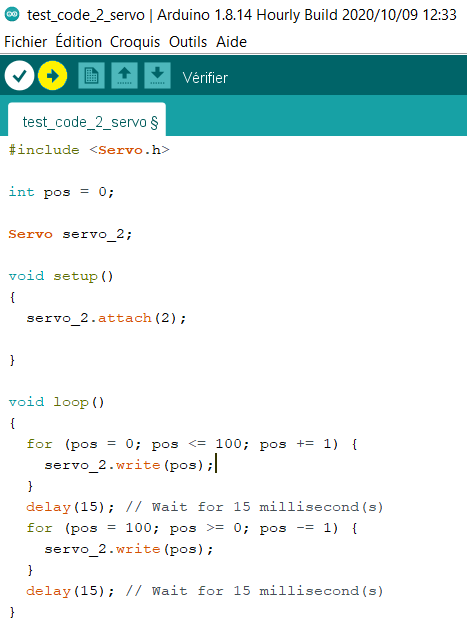 test_code_2_servo | Arduino 1.8.14 Hourly Build 2020/10/09 12:33
Fichier Édition Croquis Outils Aide
Vérifier
test_code_2_servo §
#include <Servo.h>
int pos = 0;
Servo servo_2;
void setup()
{
  servo_2.attach(2);
}
void loop()
{
  for (pos = 0; pos <= 100; pos += 1) {
    servo_2.write(pos);
  }
  delay(15); // Wait for 15 millisecond(s)
  for (pos = 100; pos >= 0; pos -= 1) {
    servo_2.write(pos);
  }
  delay(15); // Wait for 15 millisecond(s)
}